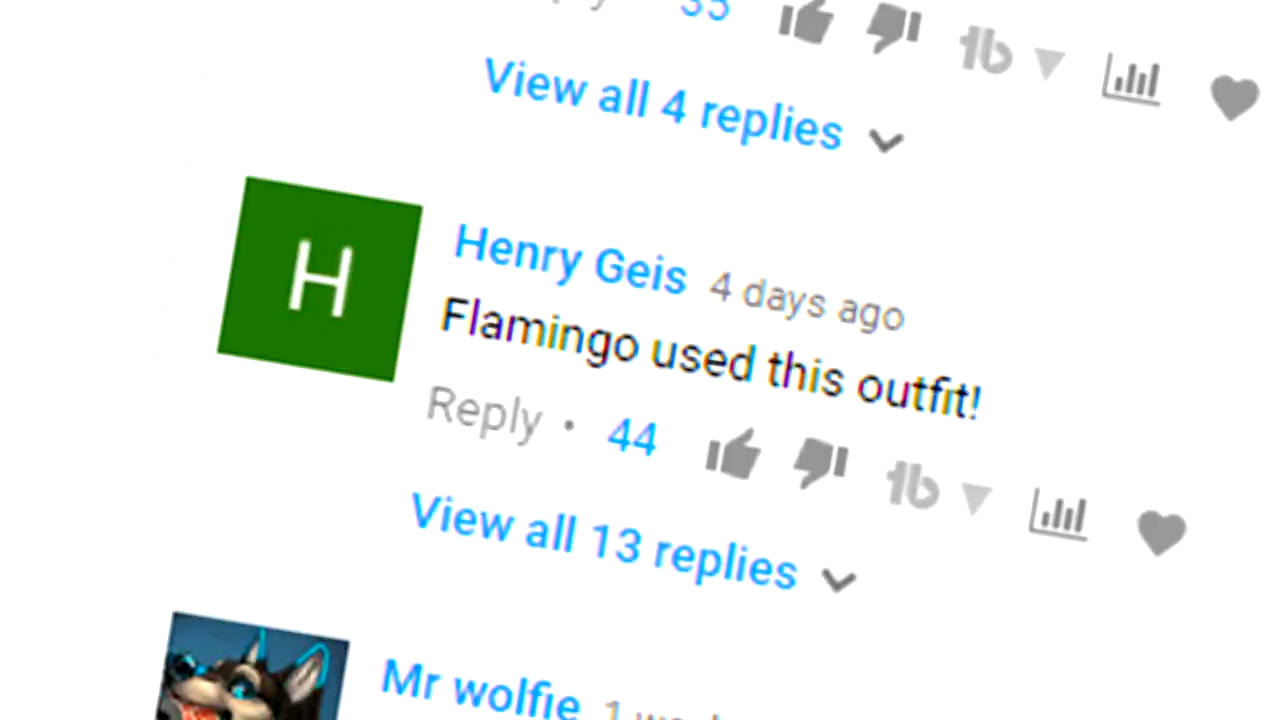 35
View all 4 replies
H
Henry Geis 4 days ago
Flamingo used this outfit!
Reply • 44
View all 13 replies
Mr wolfie 1